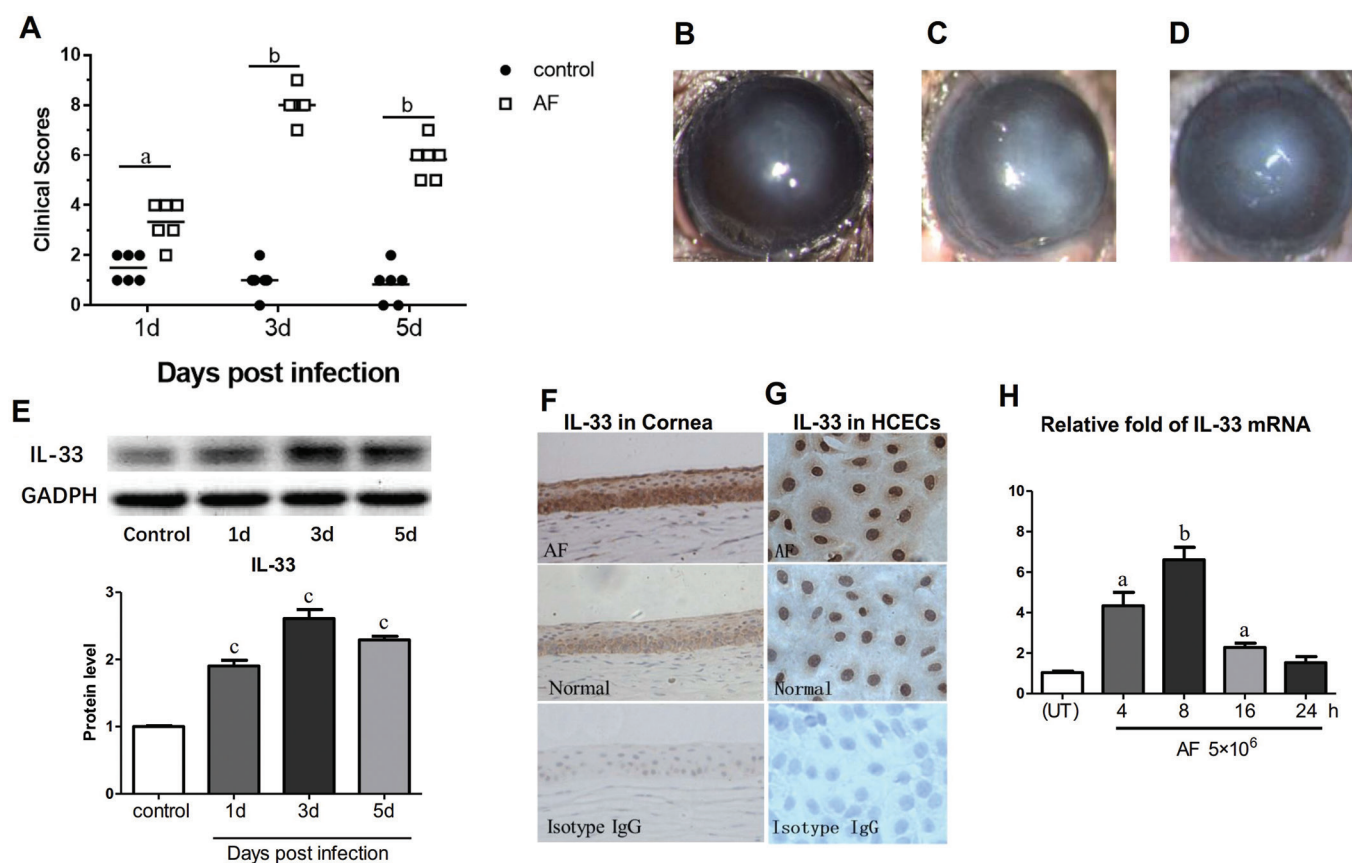 A
10
8
6
4
2
0
Clinical Scores
a
b
b
1d 3d 5d
Days post infection
control
AF
B
C
D
E
IL-33
GADPH
Control 1d 3d 5d
IL-33
Protein level
3
2
1
0
c
c
c
control 1d 3d 5d
Days post infection
F
IL-33 in Cornea
AF
Normal
Isotype IgG
G
IL-33 in HCECs
AF
Normal
Isotype IgG
H
Relative fold of IL-33 mRNA
10
8
6
4
2
0
a
b
a
(UT) 4 8 16 24 h
AF 5×10⁶